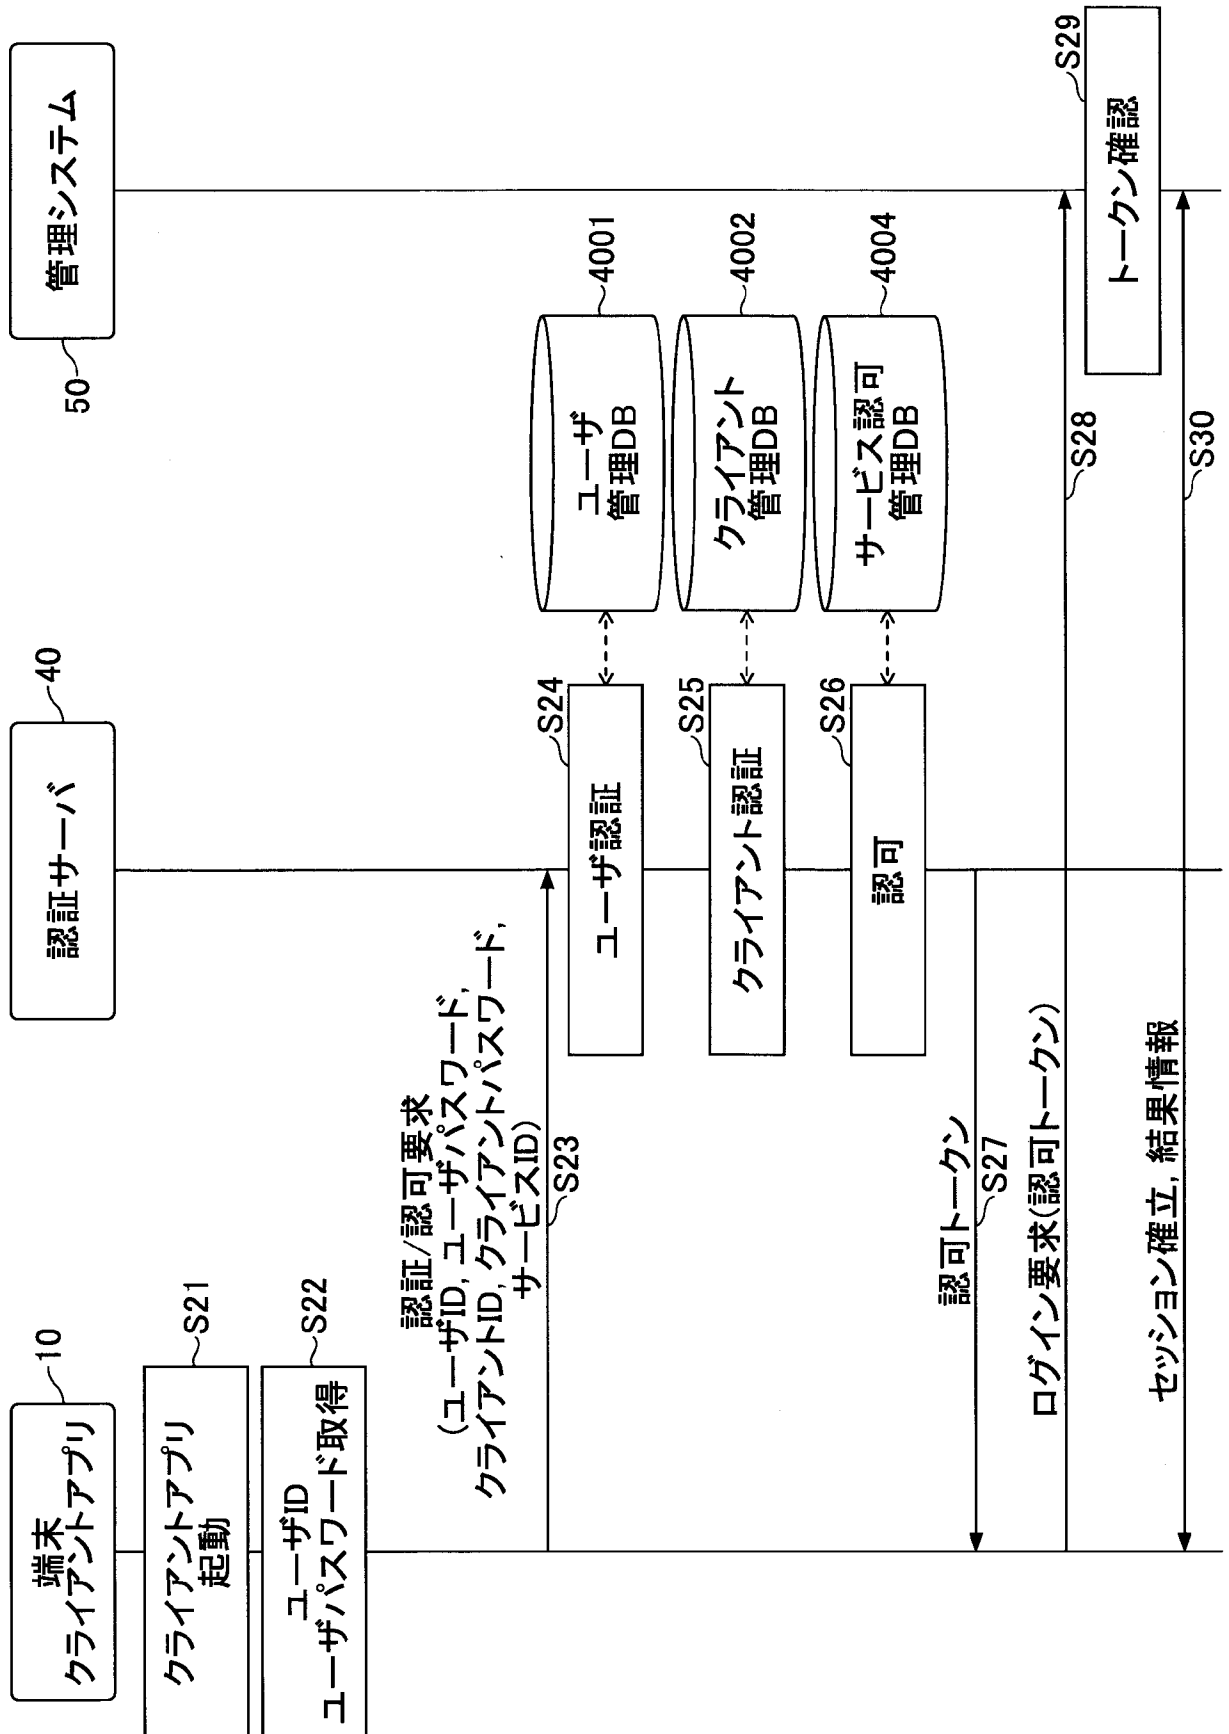 端末
クライアントアプリ
10
認証サーバ
40
管理システム
50
クライアントアプリ
起動
S21
ユーザID
ユーザパスワード取得
S22
認証/認可要求
(ユーザID, ユーザパスワード,
クライアントID, クライアントパスワード,
サービスID)
S23
ユーザ認証
S24
ユーザ
管理DB
4001
クライアント認証
S25
クライアント
管理DB
4002
認可
S26
サービス認可
管理DB
4004
認可トークン
S27
ログイン要求(認可トークン)
S28
トークン確認
S29
セッション確立, 結果情報
S30